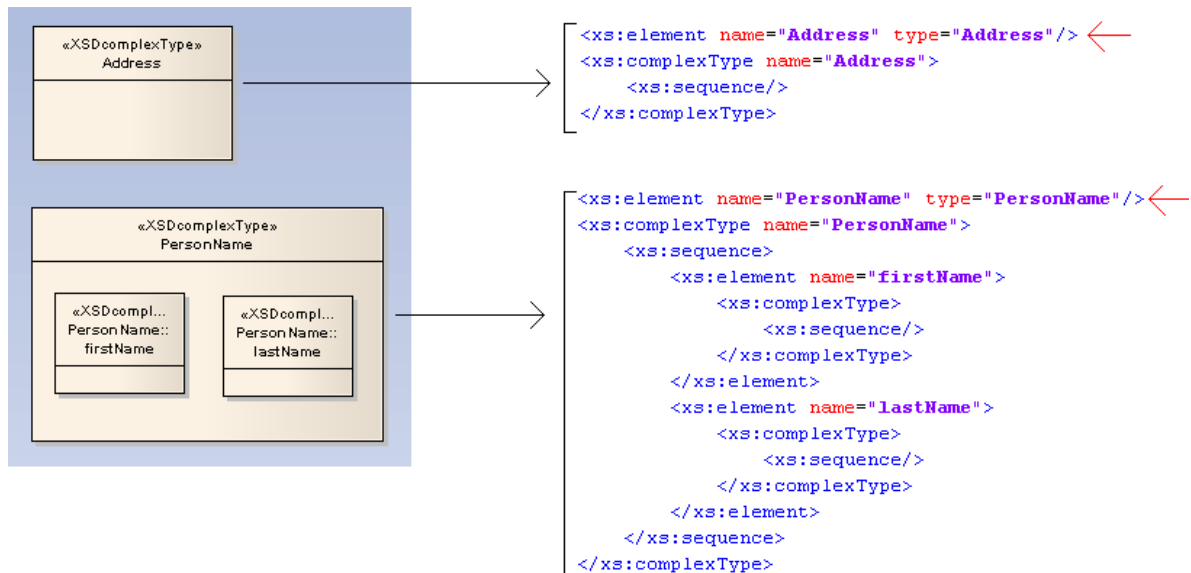 «XSDcomplexType»
Address
<xs:element name="Address" type="Address"/>
<xs:complexType name="Address">
<xs:sequence/>
</xs:complexType>
«XSDcomplexType»
PersonName
«XSDcompl...
PersonName::
firstName
«XSDcompl...
PersonName::
lastName
<xs:element name="PersonName" type="PersonName"/>
<xs:complexType name="PersonName">
<xs:sequence>
<xs:element name="firstName">
<xs:complexType>
<xs:sequence/>
</xs:complexType>
</xs:element>
<xs:element name="lastName">
<xs:complexType>
<xs:sequence/>
</xs:complexType>
</xs:element>
</xs:sequence>
</xs:complexType>